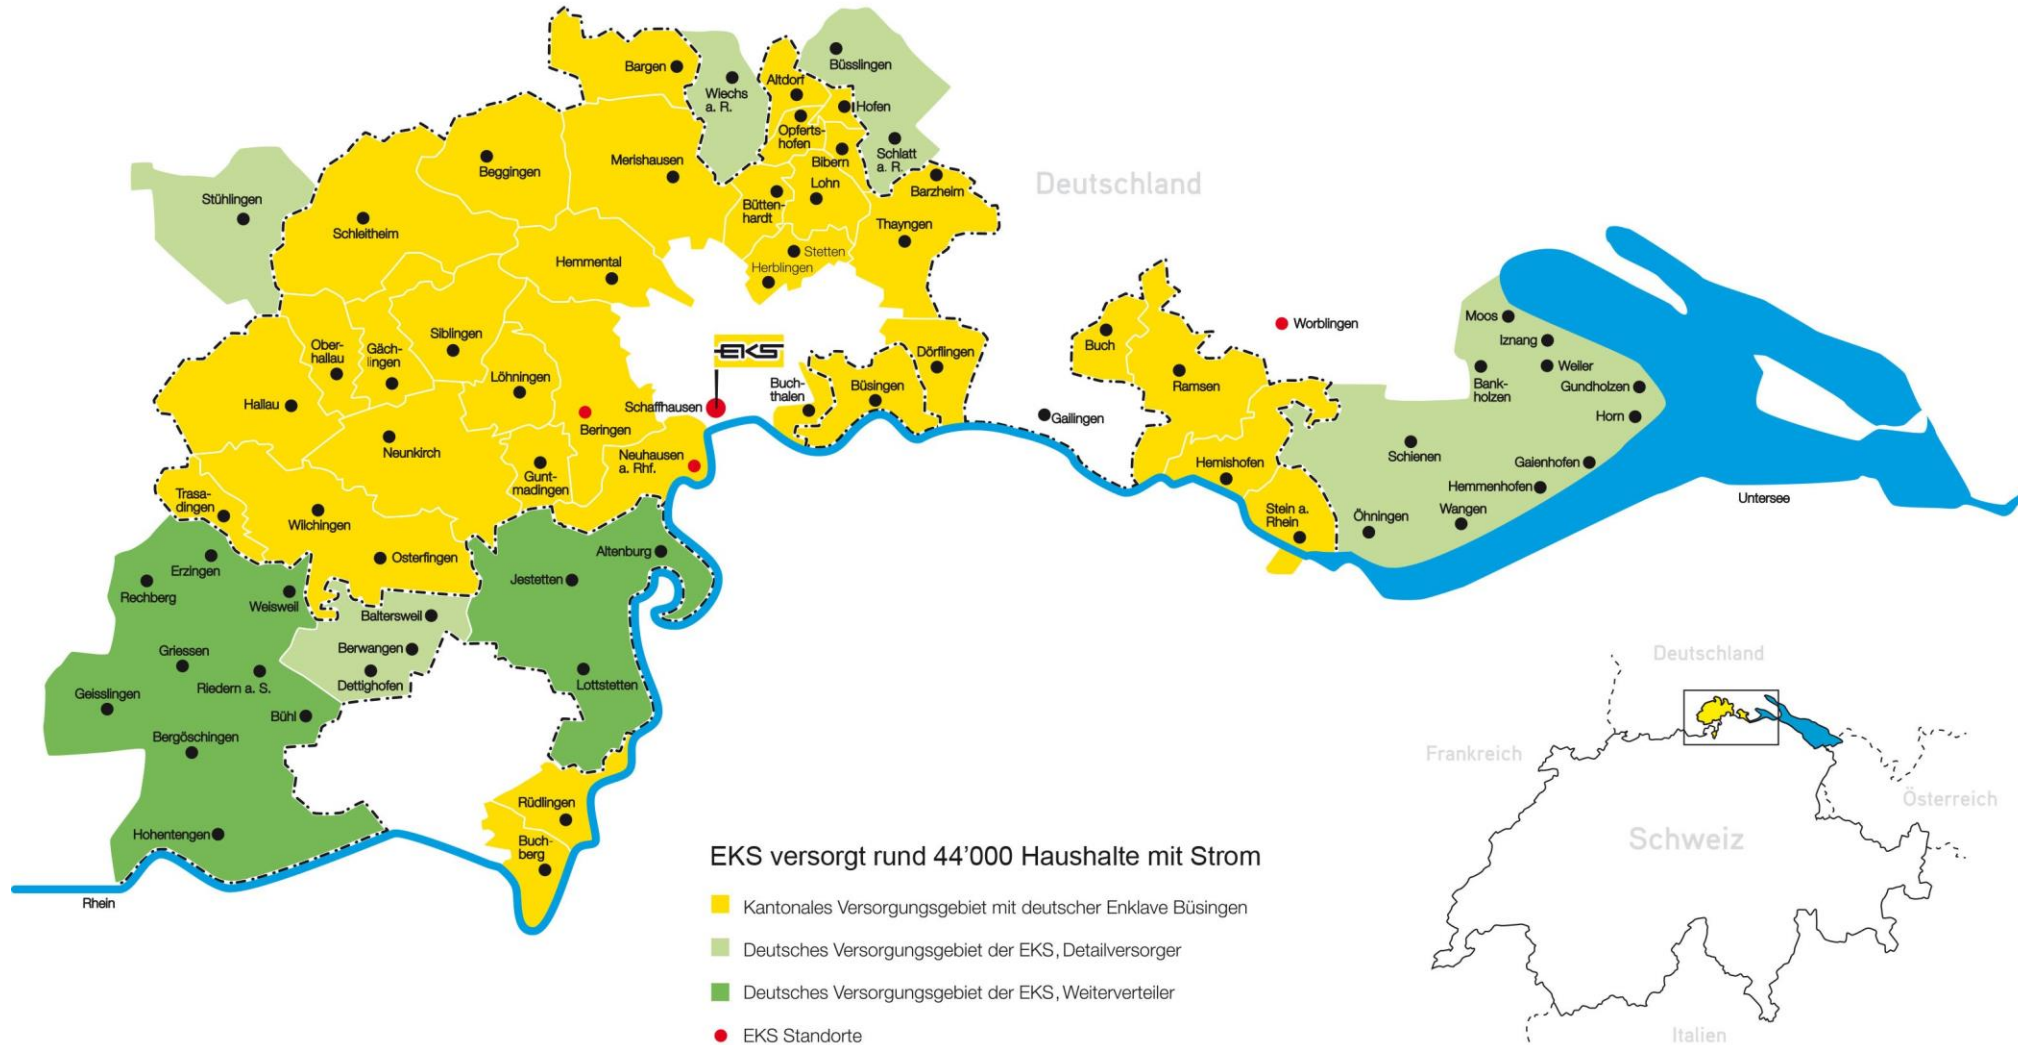 Bargen
Wiechs
a. R.
Altdorf
Büsslingen
Hofen
Opferts-
hofen
Schlatt
a. R.
Bibern
Beggingen
Merishausen
Lohn
Barzheim
Bütten-
hardt
Thayngen
Deutschland
Stühlingen
Schleitheim
Stetten
Herblingen
Hemmental
Siblingen
Ober-
hallau
Gäch-
lingen
Löhningen
EKS
Dörflingen
Buch
Worblingen
Ramsen
Moos
Iznang
Weiler
Bank-
holzen
Gundholzen
Horn
Hallau
Schaffhausen
Buch-
thalen
Büsingen
Gailingen
Beringen
Neunkirch
Neuhausen
a. Rhf.
Gunt-
madingen
Hemishofen
Schienen
Gaienhofen
Hemmenhofen
Untersee
Trasa-
dingen
Wilchingen
Stein a.
Rhein
Öhningen
Wangen
Osterfingen
Altenburg
Jestetten
Erzingen
Rechberg
Weisweil
Baltersweil
Berwangen
Dettighofen
Griessen
Riedern a. S.
Geisslingen
Bühl
Lottstetten
Bergöschingen
Hohentengen
Rüdlingen
Buch-
berg
Rhein
Deutschland
Frankreich
Österreich
Schweiz
Italien
EKS versorgt rund 44’000 Haushalte mit Strom
Kantonales Versorgungsgebiet mit deutscher Enklave Büsingen
Deutsches Versorgungsgebiet der EKS, Detailversorger
Deutsches Versorgungsgebiet der EKS, Weiterverteiler
EKS Standorte